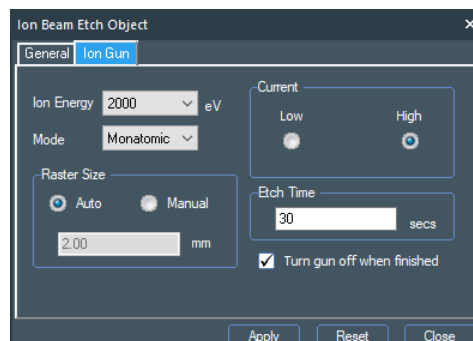 Ion Beam Etch Object
General Ion Gun
Ion Energy 2000 eV
Mode Monatomic
Raster Size
Auto Manual
2.00 mm
Current
Low High
Etch Time
30 secs
Turn gun off when finished
Apply Reset Close